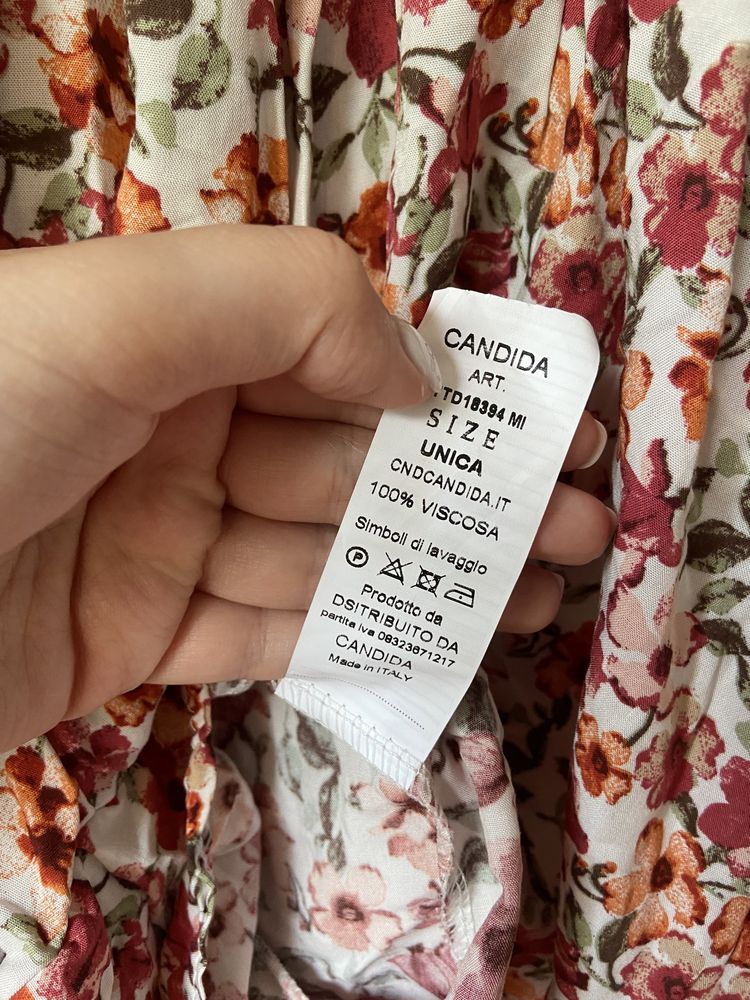 CANDIDA
ART.
TD18394 MI
SIZE
UNICA
CNDCANDIDA.IT
100% VISCOSA
Simboli di lavaggio
P
Prodotto da
DSITRIBUITO DA
partita iva 08323671217
CANDIDA
Made in ITALY